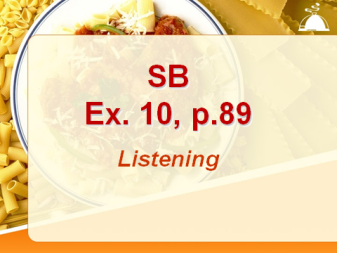 SB
Ex. 10, p.89
Listening